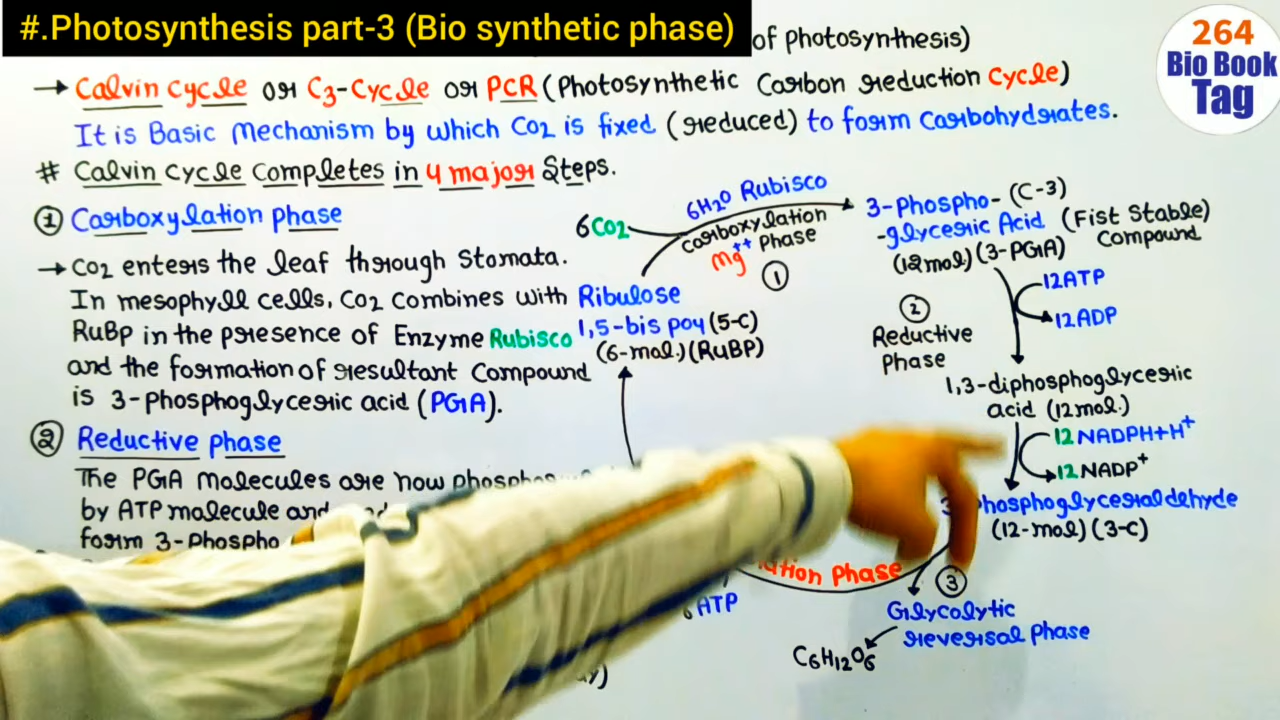 #.Photosynthesis part-3 (Bio synthetic phase)
of Photosynthesis)
264
Bio Book
Tag
→ Calvin cycle or C3-Cycle or PCR (Photosynthetic Carbon reduction Cycle)
It is Basic Mechanism by which CO2 is fixed (reduced) to form Carbohydrates.
# Calvin cycle completes in 4 major Steps.
① Carboxylation phase
→ CO2 enters the leaf through Stomata.
In mesophyll cells, CO2 combines with
RuBP in the presence of Enzyme Rubisco
and the formation of resultant Compound
is 3-phosphoglyceric acid (PGA).
② Reductive phase
The PGA Molecules are now phosph
by ATP molecule and
form 3-Phospho
6CO2
6H2O Rubisco
Carboxylation
Mg++ Phase
①
Ribulose
1,5-bis poy (5-C)
(6-mol.) (RuBP)
3-Phospho- (C-3)
-glyceric Acid (Fist Stable)
(12mol) (3-PGA) Compound
12ATP
12ADP
②
Reductive
Phase
1,3-diphosphoglyceric
acid (12mol.)
12NADPH+H+
12NADP+
3 hosphoglyceraldehyde
(12-mol) (3-C)
ation Phase
③
6 ATP
Glycolytic
reversal Phase
C6H12O6